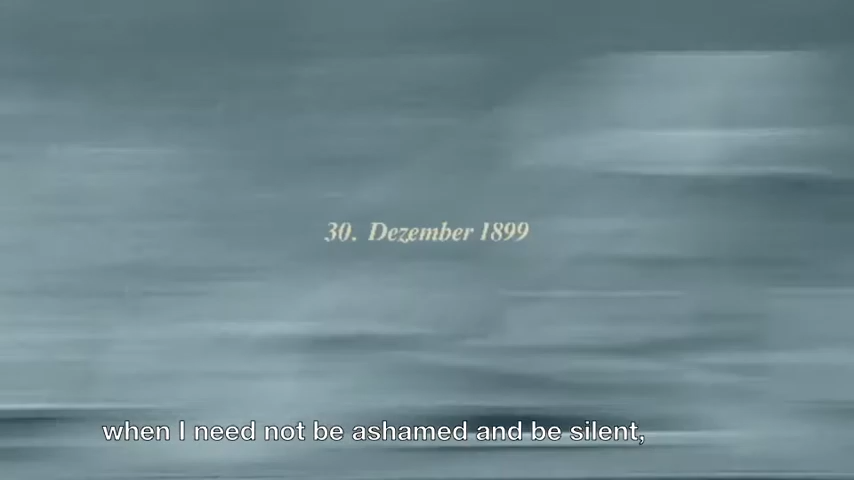 30. Dezember 1899
when I need not be ashamed and be silent,